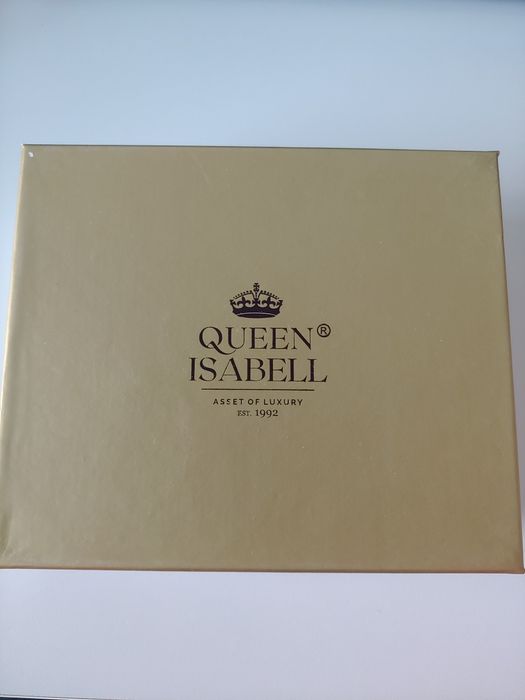 QUEEN®
ISABELL
ASSET OF LUXURY
EST. 1992